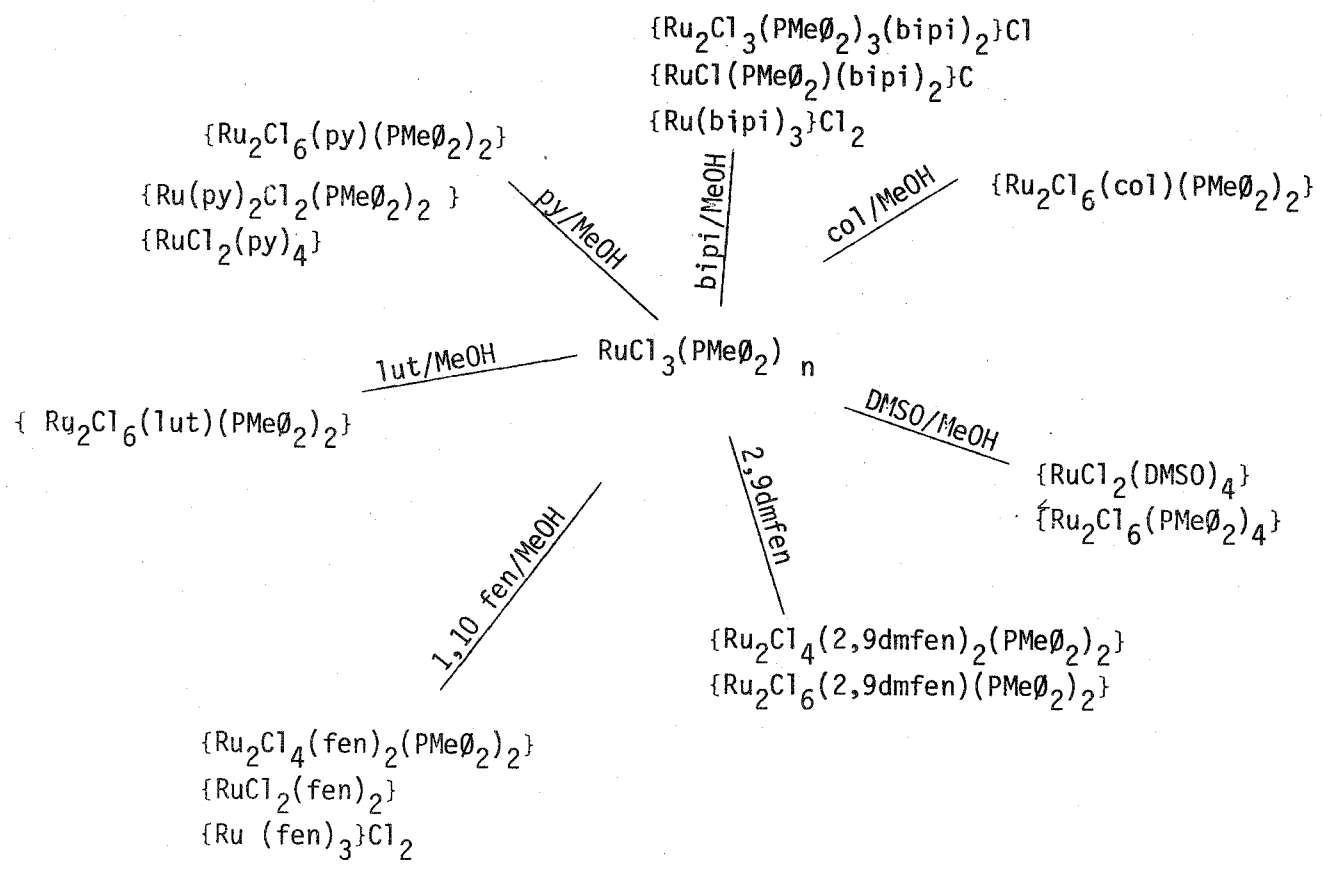 {Ru₂Cl₃(PMeØ₂)₃(bipi)₂}Cl
{RuCl(PMeØ₂)(bipi)₂}C
{Ru(bipi)₃}Cl₂
{Ru₂Cl₆(py)(PMeØ₂)₂}
{Ru(py)₂Cl₂(PMeØ₂)₂ }
{RuCl₂(py)₄}
py/MeOH
bipi/MeOH
col/MeOH
{Ru₂Cl₆(col)(PMeØ₂)₂}
RuCl₃(PMeØ₂) ₙ
lut/MeOH
{ Ru₂Cl₆(lut)(PMeØ₂)₂}
DMSO/MeOH
{RuCl₂(DMSO)₄}
{Ru₂Cl₆(PMeØ₂)₄}
2,9dmfen
{Ru₂Cl₄(2,9dmfen)₂(PMeØ₂)₂}
{Ru₂Cl₆(2,9dmfen)(PMeØ₂)₂}
1,10 fen/MeOH
{Ru₂Cl₄(fen)₂(PMeØ₂)₂}
{RuCl₂(fen)₂}
{Ru (fen)₃}Cl₂